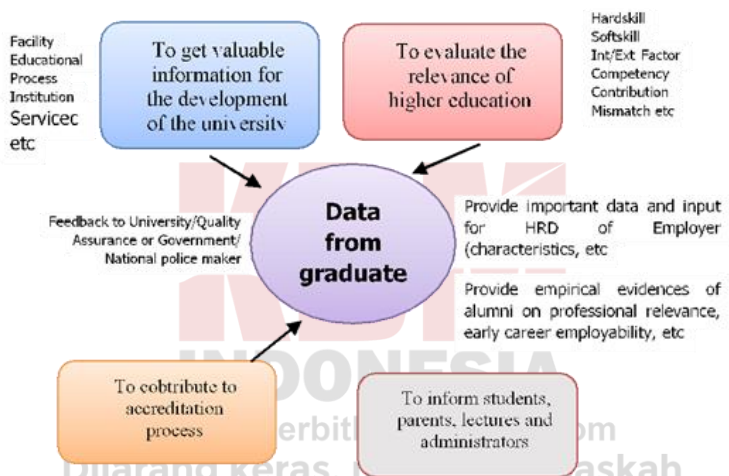 Facility
Educational
Process
Institution
Servicec
etc
To get valuable
information for
the development
of the university
To evaluate the
relevance of
higher education
Hardskill
Softskill
Int/Ext Factor
Competency
Contribution
Mismatch etc
Feedback to University/Quality
Assurance or Government/
National police maker
Data
from
graduate
Provide important data and input
for HRD of Employer
(characteristics, etc
Provide empirical evidences of
alumni on professional relevance,
early career employability, etc
INDONESIA
To cobtribute to
accreditation
process
To inform students,
parents, lectures and
administrators
Dilarang keras